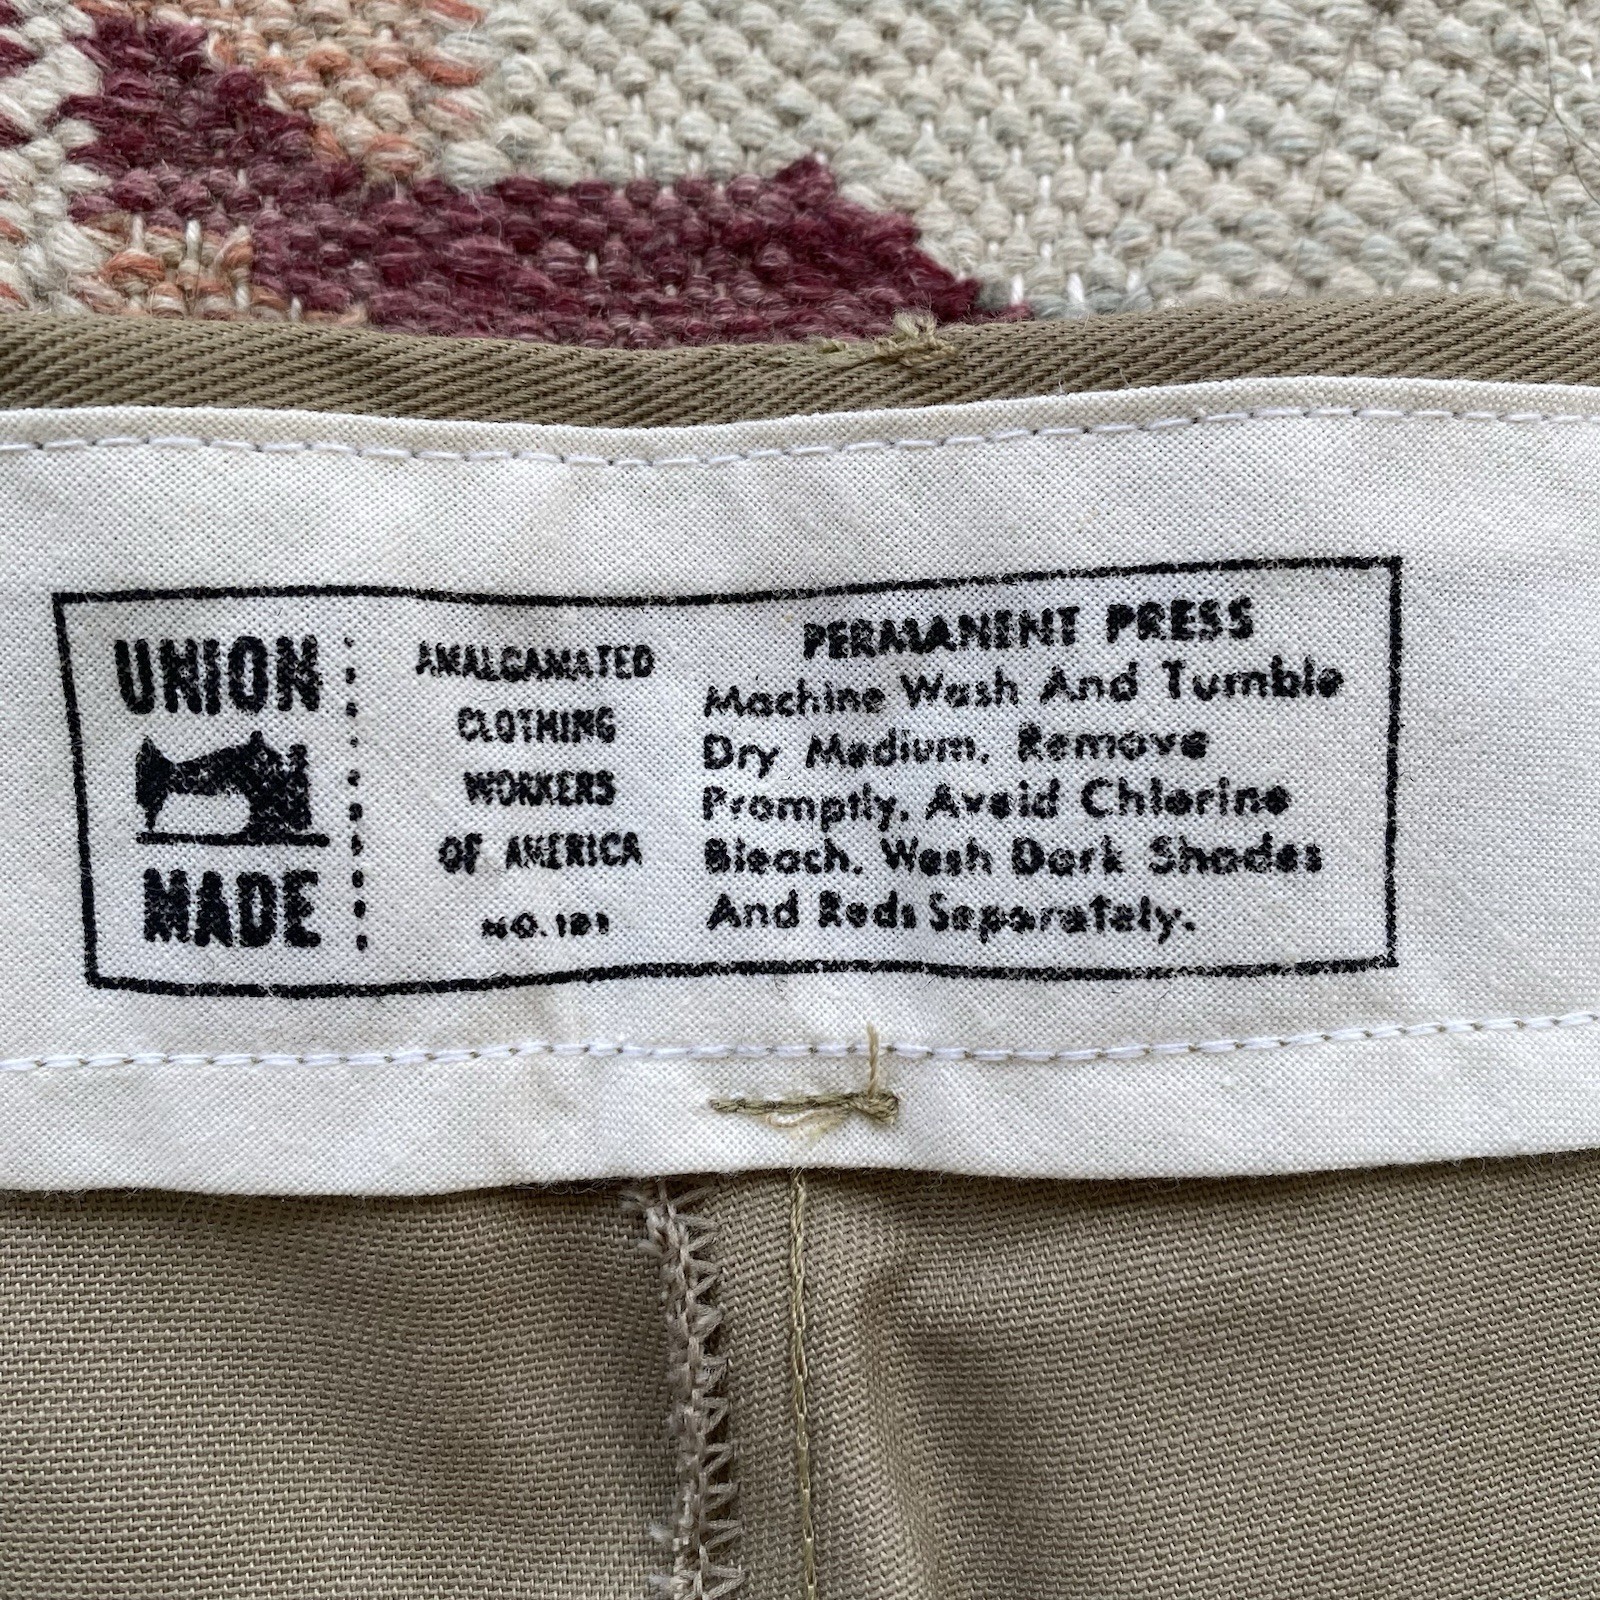 UNION
MADE
AMALGAMATED
CLOTHING
WORKERS
OF AMERICA
NO. 191
PERMANENT PRESS
Machine Wash And Tumble
Dry Medium. Remove
Promptly. Avoid Chlorine
Bleach. Wash Dark Shades
And Reds Separately.